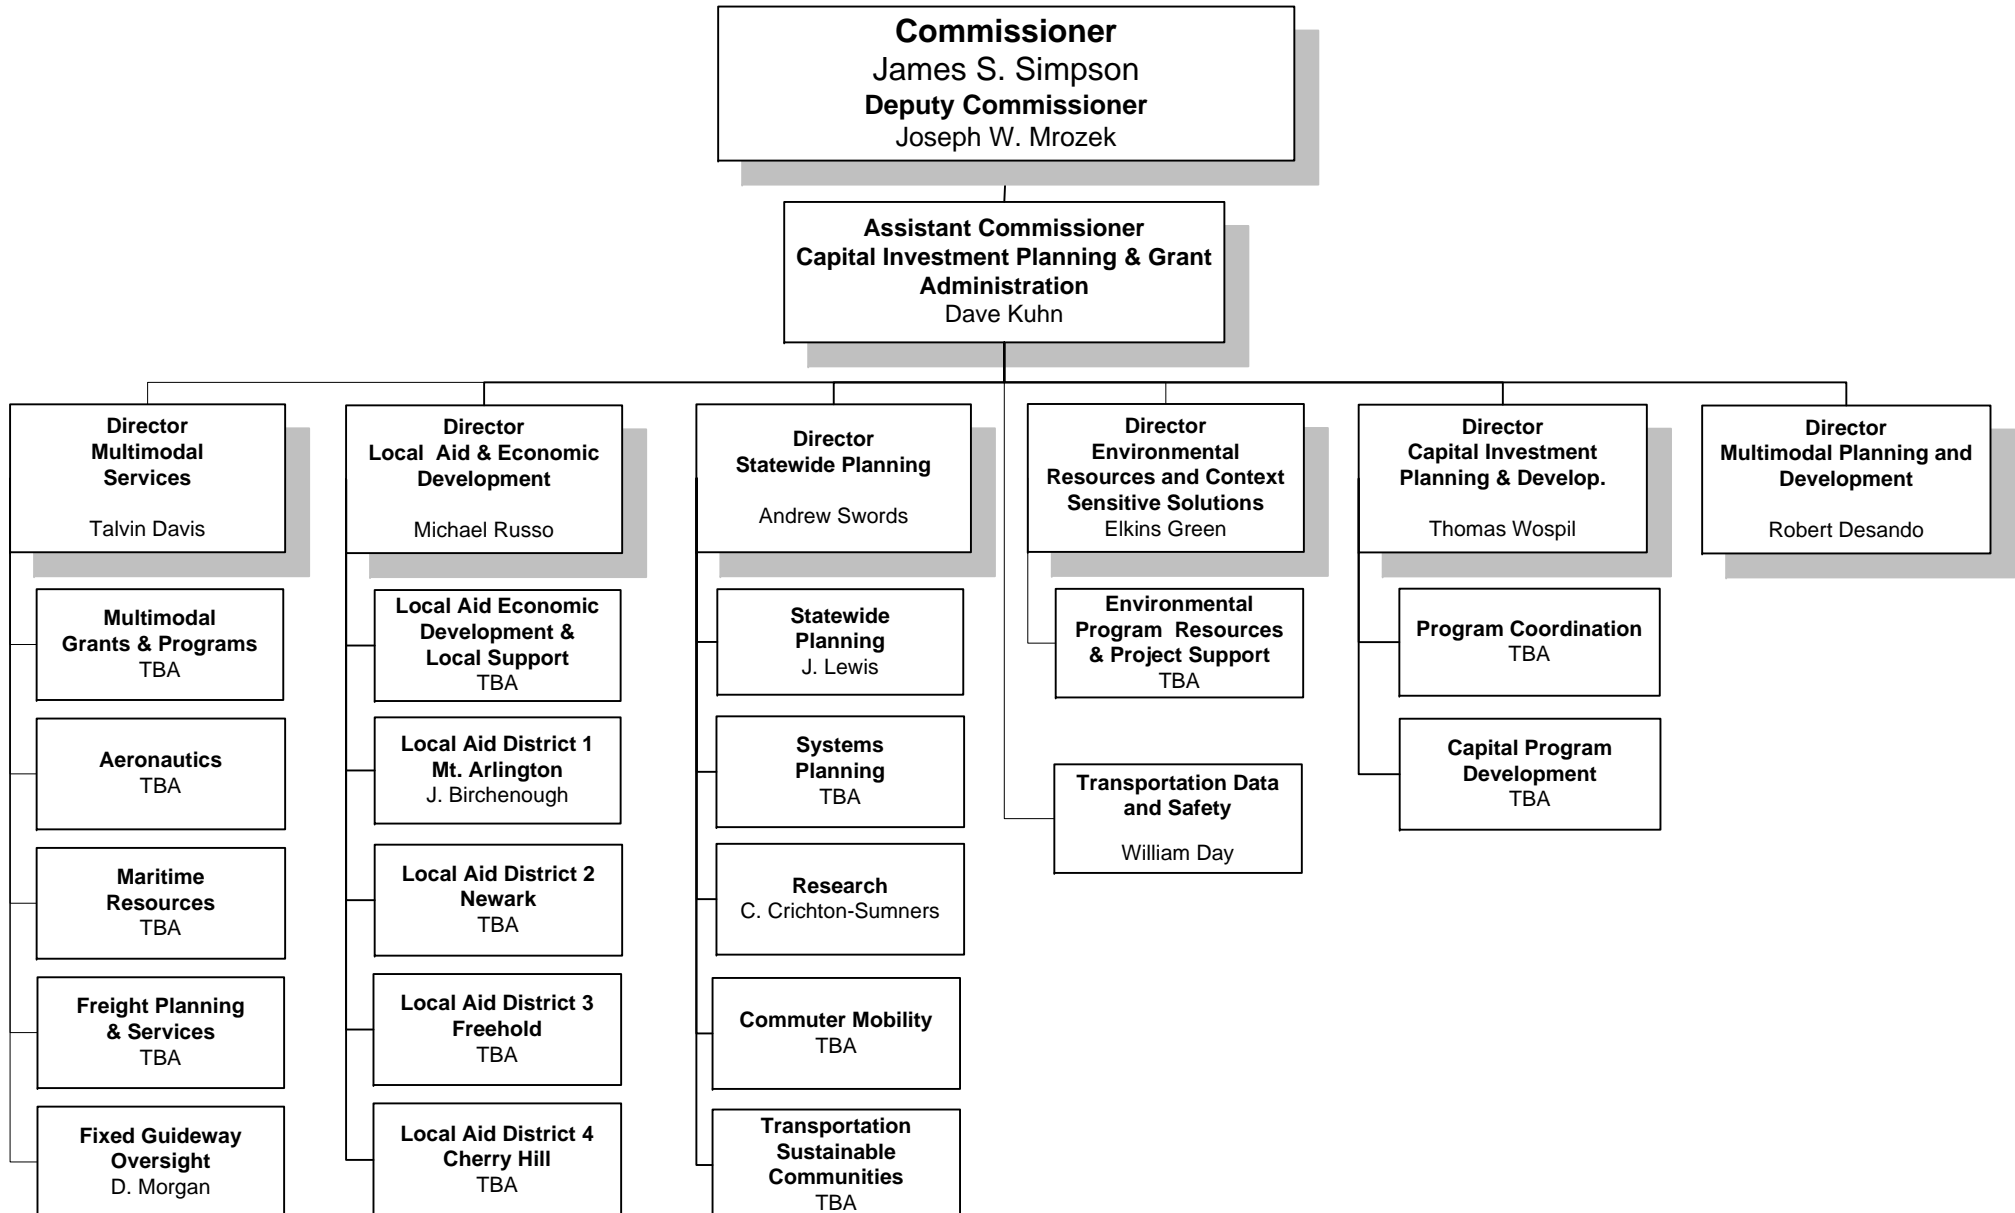 Commissioner
James S. Simpson
Deputy Commissioner
Joseph W. Mrozek
Assistant Commissioner
Capital Investment Planning & Grant
Administration
Dave Kuhn
Director
Multimodal
Services
Talvin Davis
Director
Local Aid & Economic
Development
Michael Russo
Director
Statewide Planning
Andrew Swords
Director
Environmental
Resources and Context
Sensitive Solutions
Elkins Green
Director
Capital Investment
Planning & Develop.
Thomas Wospil
Director
Multimodal Planning and
Development
Robert Desando
Multimodal
Grants & Programs
TBA
Aeronautics
TBA
Maritime
Resources
TBA
Freight Planning
& Services
TBA
Fixed Guideway
Oversight
D. Morgan
Local Aid Economic
Development &
Local Support
TBA
Local Aid District 1
Mt. Arlington
J. Birchenough
Local Aid District 2
Newark
TBA
Local Aid District 3
Freehold
TBA
Local Aid District 4
Cherry Hill
TBA
Statewide
Planning
J. Lewis
Systems
Planning
TBA
Research
C. Crichton-Sumners
Commuter Mobility
TBA
Transportation
Sustainable
Communities
TBA
Environmental
Program Resources
& Project Support
TBA
Transportation Data
and Safety
William Day
Program Coordination
TBA
Capital Program
Development
TBA